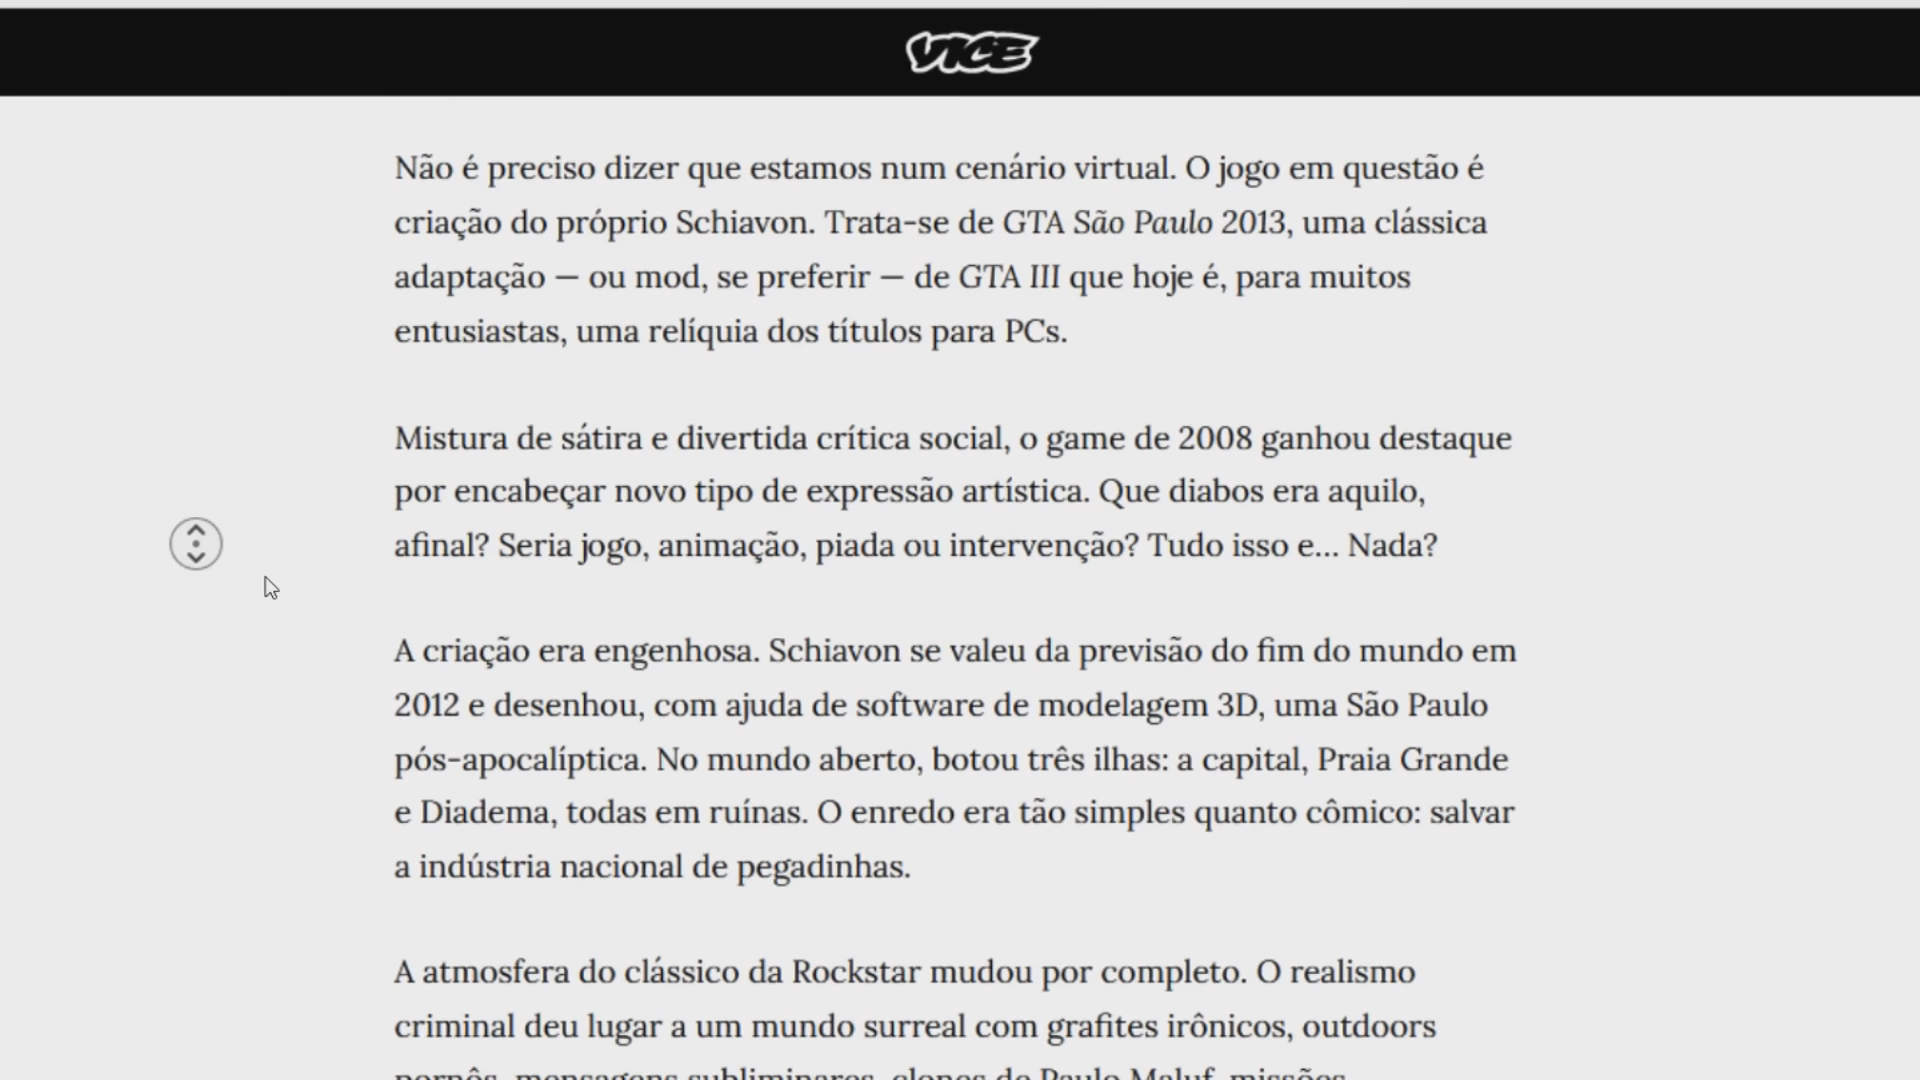 VICE
Não é preciso dizer que estamos num cenário virtual. O jogo em questão é
criação do próprio Schiavon. Trata-se de GTA São Paulo 2013, uma clássica
adaptação — ou mod, se preferir — de GTA III que hoje é, para muitos
entusiastas, uma relíquia dos títulos para PCs.
Mistura de sátira e divertida crítica social, o game de 2008 ganhou destaque
por encabeçar novo tipo de expressão artística. Que diabos era aquilo,
afinal? Seria jogo, animação, piada ou intervenção? Tudo isso e... Nada?
A criação era engenhosa. Schiavon se valeu da previsão do fim do mundo em
2012 e desenhou, com ajuda de software de modelagem 3D, uma São Paulo
pós-apocalíptica. No mundo aberto, botou três ilhas: a capital, Praia Grande
e Diadema, todas em ruínas. O enredo era tão simples quanto cômico: salvar
a indústria nacional de pegadinhas.
A atmosfera do clássico da Rockstar mudou por completo. O realismo
criminal deu lugar a um mundo surreal com grafites irônicos, outdoors
pornôs, mensagens subliminares, clones de Paulo Maluf, missões